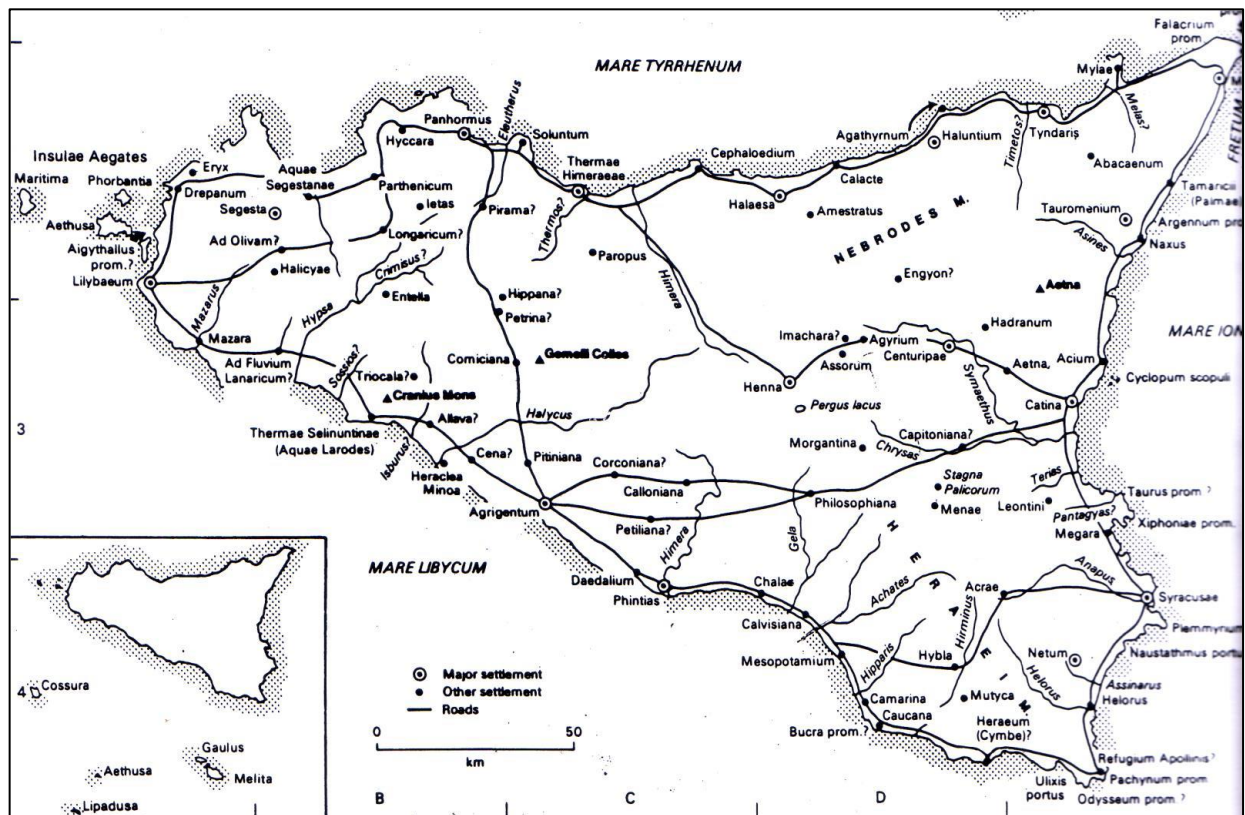 Falacrium
prom.
MARE TYRRHENUM
Mylae
M
Panhormus
Eleutherus
Soluntum
Hyccara
Agathyrnum
Haluntium
Timetos?
Tyndaris
Melas?
FRETUM
Insulae Aegates
Maritima
Phorbantia
Eryx
Drepanum
Aquae
Segestanae
Parthenicum
Thermae
Himeraeae
Cephaloedium
Calacte
Abacaenum
Segesta
Ietas
Pirama?
Thermos?
Halaesa
Amestratus
Tamaricii
(Palmae)
Tauromenium
Aethusa
Aigythallus
prom.?
Ad Olivam?
Longaricum?
NEBRODES M.
Argennum pro
Asines
Naxus
Lilybaeum
Halicyae
Crimisus?
Paropus
Himera
Engyon?
Aetna
Mazarus
Hypsa
Entella
Hippana?
Petrina?
Mazara
Imachara?
Agyrium
Hadranum
MARE ION
Ad Fluvium
Lanaricum?
Sossios?
Triocala?
Comiciana
Gemelli Colles
Assorum
Centuripae
Aetna
Acium
Cranius Mons
Henna
Symaethus
Cyclopum scopuli
Pergus lacus
Catina
3
Thermae Selinuntinae
(Aquae Larodes)
Allava?
Halycus
Morgantina
Chrysas
Capitoniana?
Isburus?
Cena?
Pitiniana
Corconiana?
Heraclea
Minoa
Calloniana
Philosophiana
Stagna
Palicorum
Terias
Taurus prom.?
Agrigentum
Menae
Leontini
Pantagyas?
Xiphoniae prom.
Petiliana?
Himera
Gela
Megara
HERAEI M.
MARE LIBYCUM
Daedalium
Phintias
Chalae
Achates
Acrae
Anapus
Syracusae
Calvisiana
Hirminus
Plemmyrium
Mesopotamium
Hipparis
Hybla
Netum
Naustathmus portu
Major settlement
Other settlement
Roads
Helorus
Assinarus
Helorus
4
Cossura
Camarina
Mutyca
Caucana
Bucra prom.?
Heraeum
(Cymbe)?
0 50
km
Gaulus
Melita
Aethusa
Lipadusa
Refugium Apollinis?
Ulixis
portus
Pachynum prom.
Odysseum prom.?
B C D